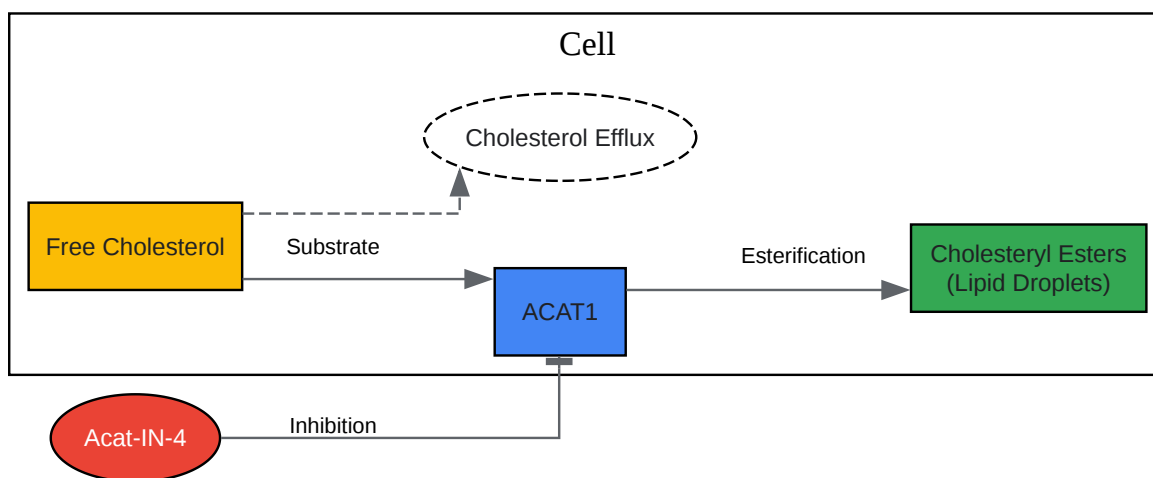 Cell
Cholesterol Efflux
Free Cholesterol
Substrate
Esterification
Cholesteryl Esters
(Lipid Droplets)
ACAT1
Acat-IN-4
Inhibition